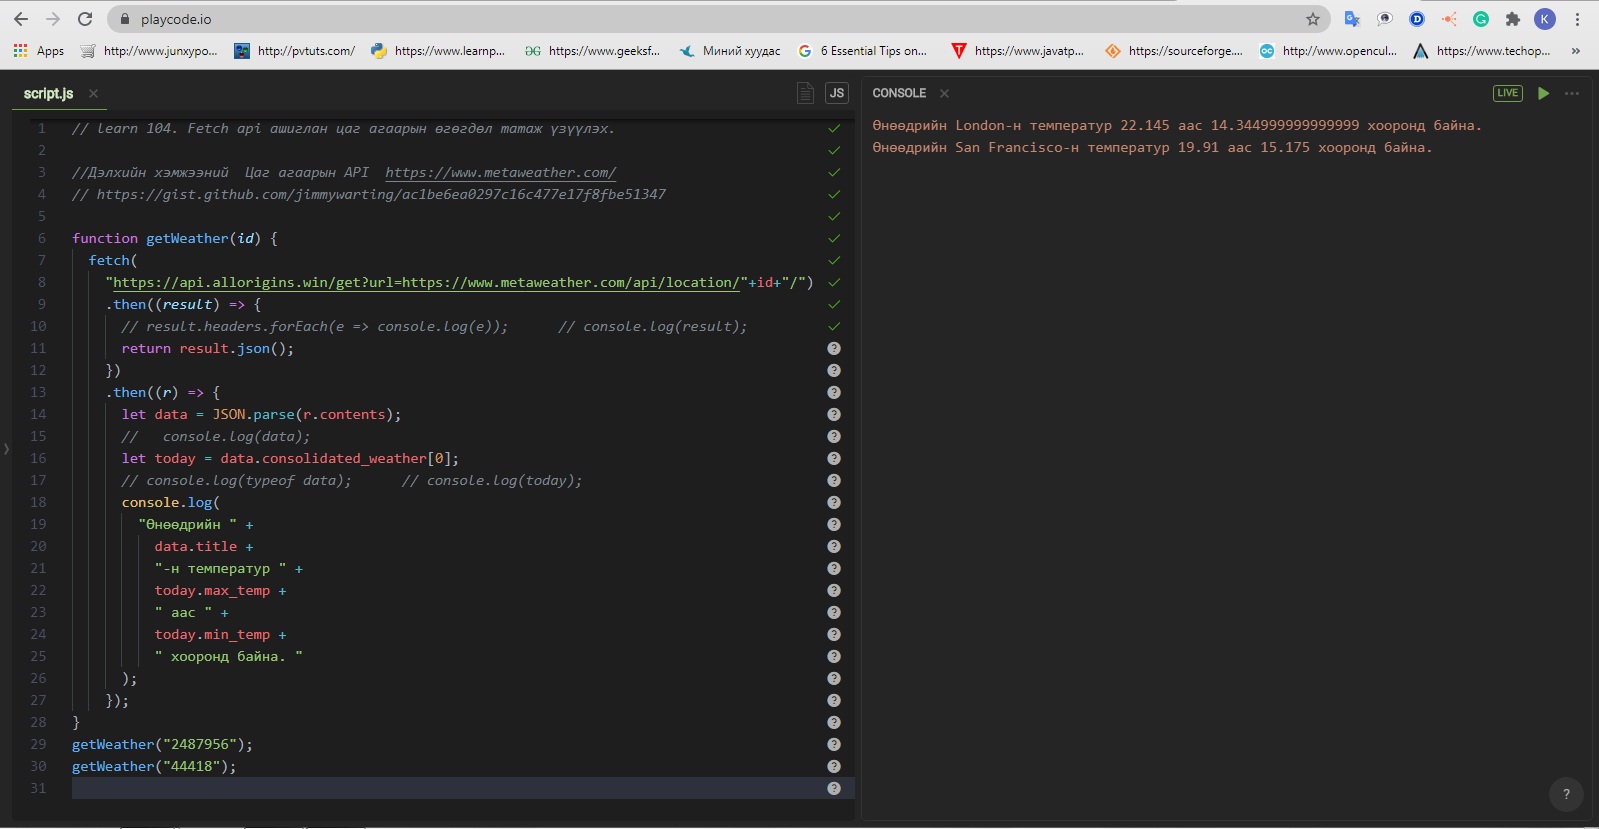 playcode.io
K
Apps
http://www.junxypo...
http://pvtuts.com/
https://www.learnp...
https://www.geeksf...
Миний хуудас
6 Essential Tips on...
https://www.javatp...
https://sourceforge....
http://www.opencul...
https://www.techop...
»
script.js
JS
1 // learn 104. Fetch api ашиглан цаг агаарын өгөгдөл татаж үзүүлэх.
2
3 //Дэлхийн хэмжээний Цаг агаарын API https://www.metaweather.com/
4 // https://gist.github.com/jimmywarting/ac1be6ea0297c16c477e17f8fbe51347
5
6 function getWeather(id) {
7 fetch(
8 "https://api.allorigins.win/get?url=https://www.metaweather.com/api/location/"+id+"/")
9 .then((result) => {
10 // result.headers.forEach(e => console.log(e)); // console.log(result);
11 return result.json();
12 })
13 .then((r) => {
14 let data = JSON.parse(r.contents);
15 // console.log(data);
16 let today = data.consolidated_weather[0];
17 // console.log(typeof data); // console.log(today);
18 console.log(
19 "Өнөөдрийн " +
20 data.title +
21 "-н температур " +
22 today.max_temp +
23 " аас " +
24 today.min_temp +
25 " хооронд байна. "
26 );
27 });
28 }
29 getWeather("2487956");
30 getWeather("44418");
31
CONSOLE
LIVE
Өнөөдрийн London-н температур 22.145 аас 14.344999999999999 хооронд байна.
Өнөөдрийн San Francisco-н температур 19.91 аас 15.175 хооронд байна.
?